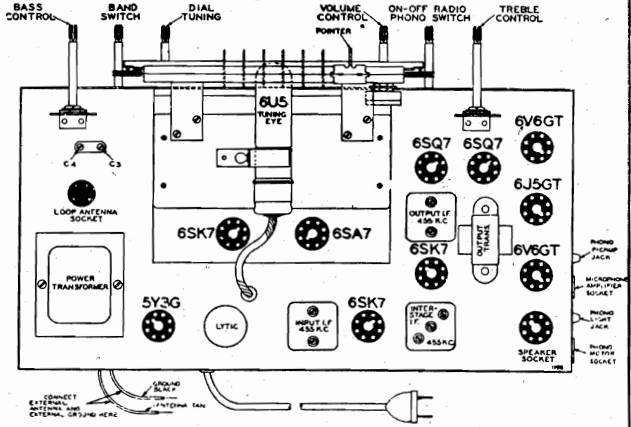 BASS
CONTROL
BAND
SWITCH
DIAL
TUNING
VOLUME
CONTROL
POINTER
ON-OFF RADIO
PHONO SWITCH
TREBLE
CONTROL
6U5
TUNING
EYE
6V6GT
6SQ7
6SQ7
C4
C3
LOOP ANTENNA
SOCKET
OUTPUT I.F.
455 K.C.
6J5GT
6SK7
6SA7
6SK7
OUTPUT
TRANS.
6V6GT
PHONO
PICKUP
JACK
POWER
TRANSFORMER
MICROPHONE
AMPLIFIER
SOCKET
5Y3G
LYTIC
INPUT I.F.
455 K.C.
6SK7
INTER-
STAGE
I.F.
455 K.C.
PHONO
LIGHT
JACK
SPEAKER
SOCKET
PHONO
MOTOR
SOCKET
GROUND
BLACK
CONNECT
EXTERNAL
ANTENNA AND
EXTERNAL GROUND HERE
ANTENNA TAN